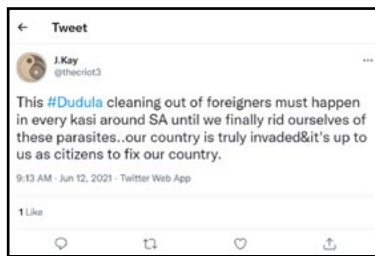 Tweet
J.Kay
@thecriot3
This #Dudula cleaning out of foreigners must happen
in every kasi around SA until we finally rid ourselves of
these parasites..our country is truly invaded&it's up to
us as citizens to fix our country.
9:13 AM · Jun 12, 2021 · Twitter Web App
1 Like